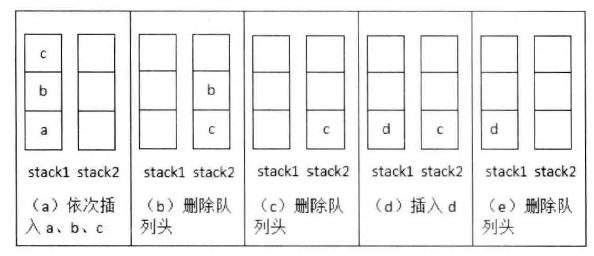 c
b
a
stack1 stack2
（a）依次插
入 a、b、c
b
c
stack1 stack2
（b）删除队
列头
c
stack1 stack2
（c）删除队
列头
d c
stack1 stack2
（d）插入 d
d
stack1 stack2
（e）删除队
列头